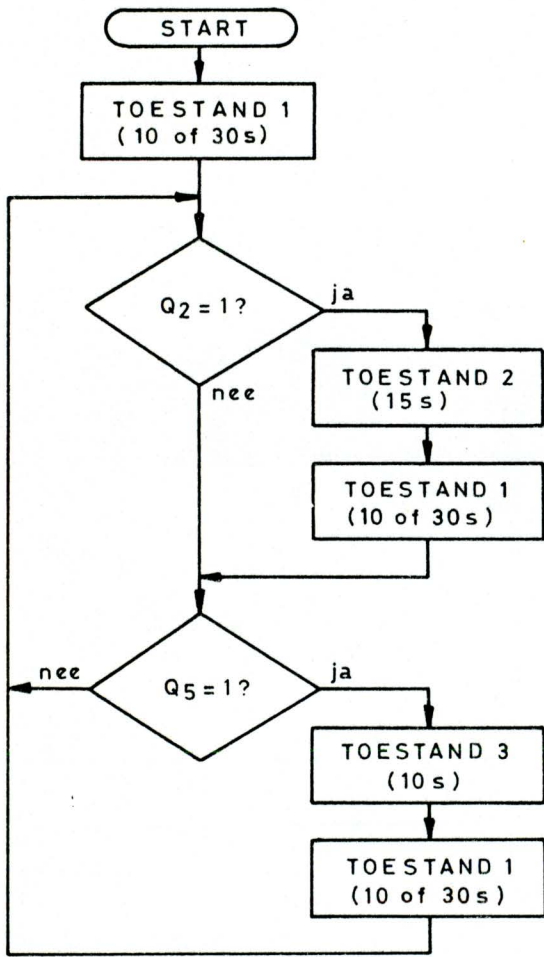 START
TOESTAND 1
(10 of 30s)
Q2 = 1?
ja
nee
TOESTAND 2
(15s)
TOESTAND 1
(10 of 30s)
Q5 = 1?
nee
ja
TOESTAND 3
(10s)
TOESTAND 1
(10 of 30s)